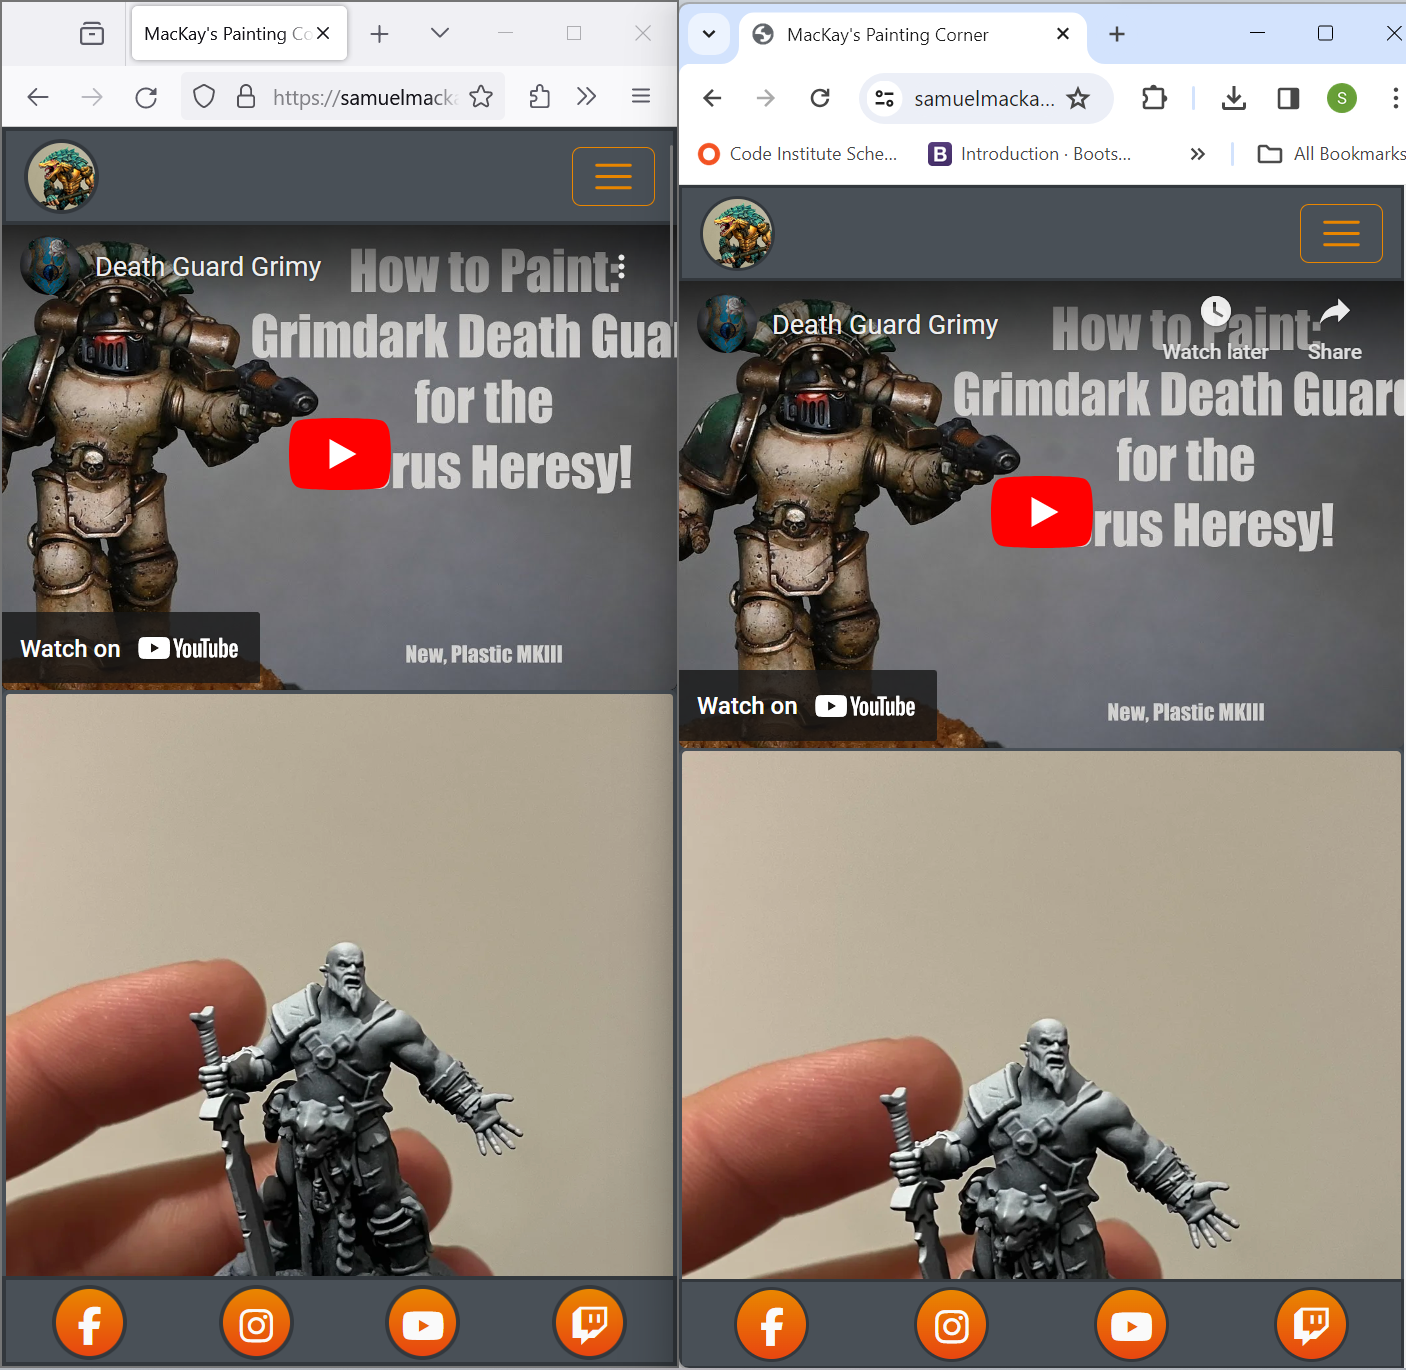 MacKay's Painting Co
https://samuelmacka
Death Guard Grimy
How to Paint:
Grimdark Death Gua
for the
rus Heresy!
Watch on YouTube
New, Plastic MKIII
MacKay's Painting Corner
samuelmacka...
S
Code Institute Sche...
B Introduction · Boots...
All Bookmarks
Death Guard Grimy
Watch later
Share
How to Paint:
Grimdark Death Guard
for the
rus Heresy!
Watch on YouTube
New, Plastic MKIII